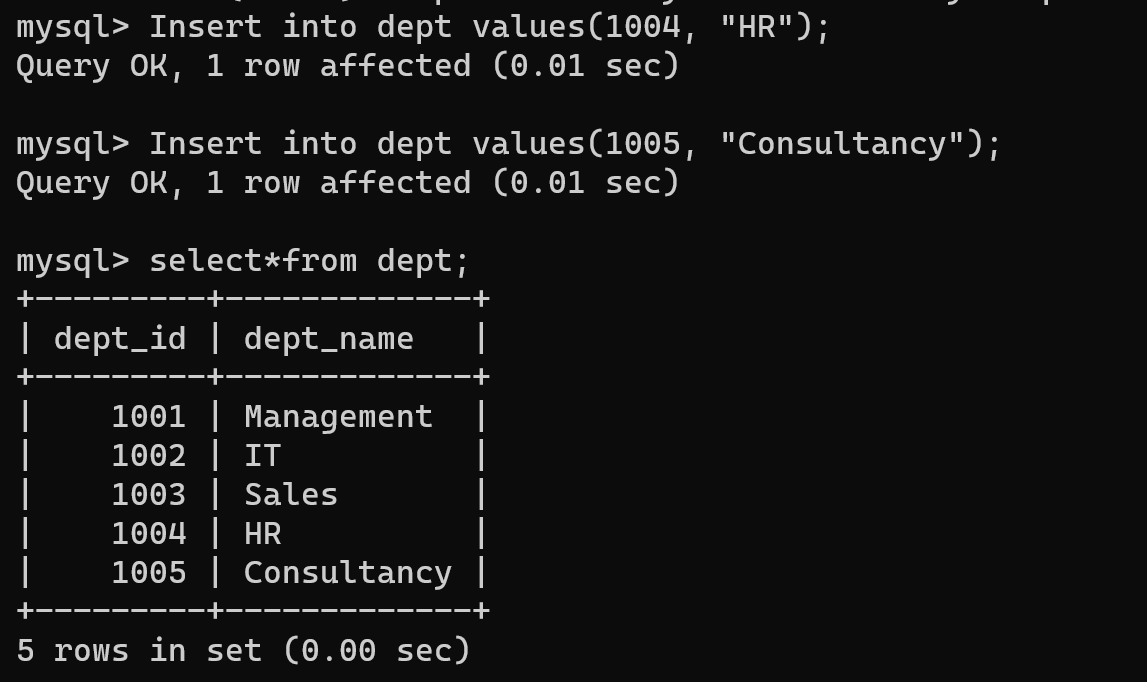 mysql> Insert into dept values(1004, "HR");
Query OK, 1 row affected (0.01 sec)
mysql> Insert into dept values(1005, "Consultancy");
Query OK, 1 row affected (0.01 sec)
mysql> select*from dept;
+---------+-------------+
| dept_id | dept_name   |
+---------+-------------+
|    1001 | Management  |
|    1002 | IT          |
|    1003 | Sales       |
|    1004 | HR          |
|    1005 | Consultancy |
+---------+-------------+
5 rows in set (0.00 sec)